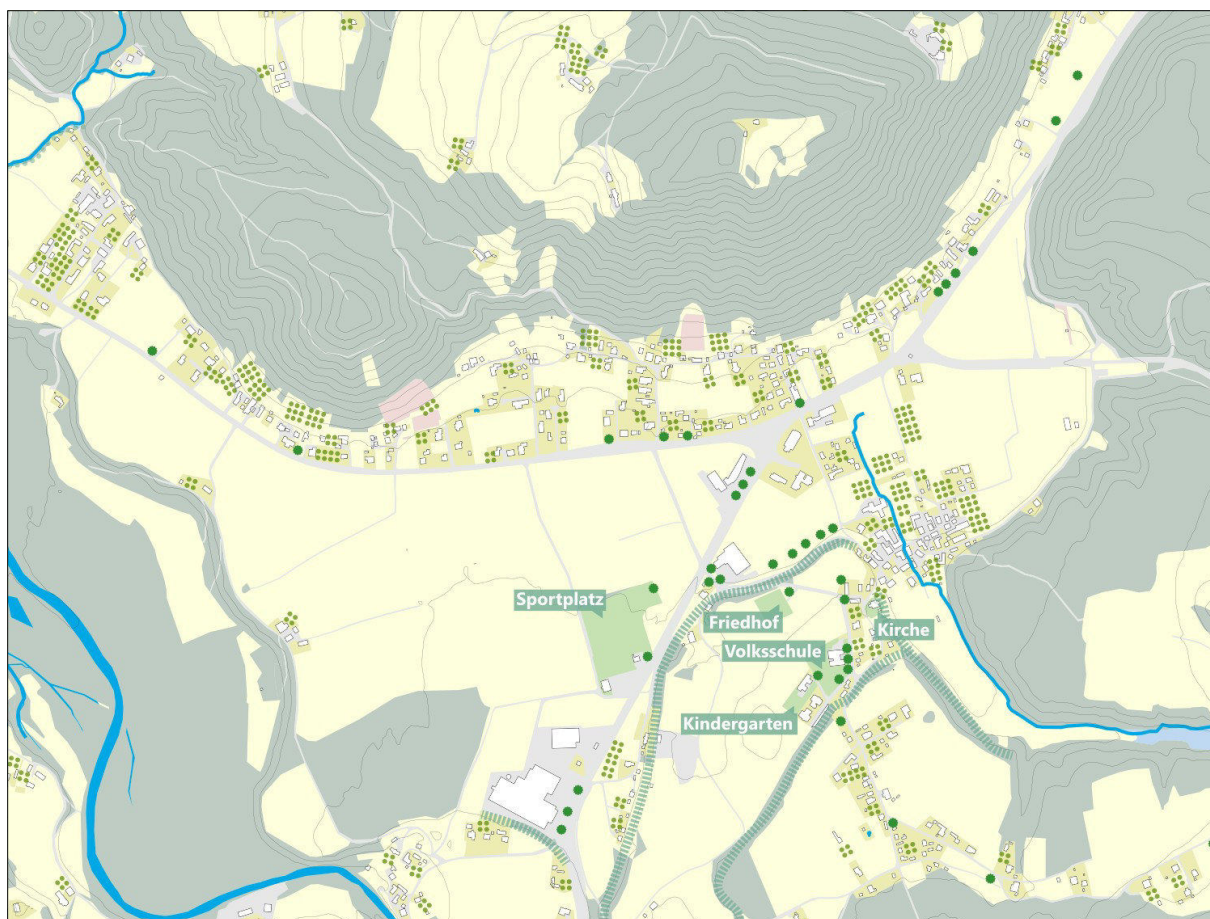 Sportplatz
Friedhof
Kirche
Volksschule
Kindergarten